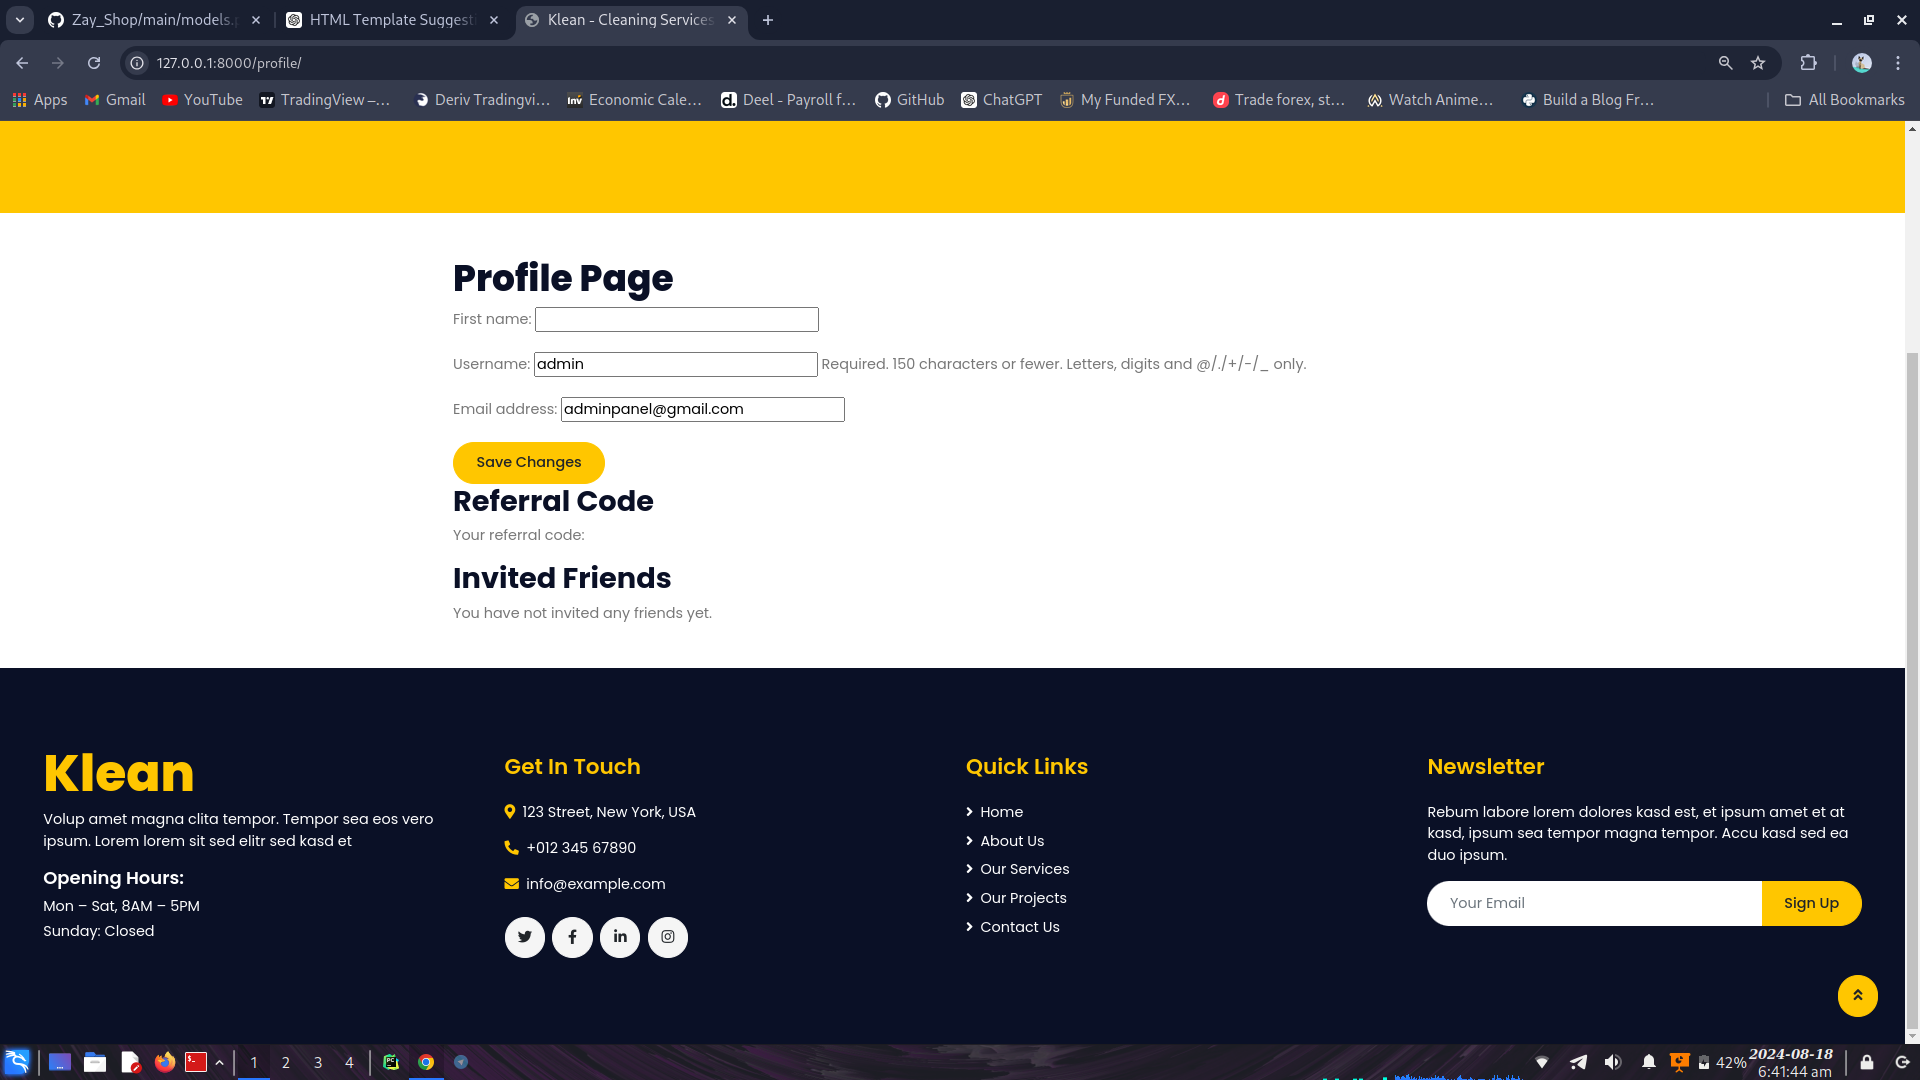 Zay_Shop/main/models.p
HTML Template Suggesti
Klean - Cleaning Services
127.0.0.1:8000/profile/
Apps
Gmail
YouTube
TradingView –...
Deriv Tradingvi...
Economic Cale...
Deel - Payroll f...
GitHub
ChatGPT
My Funded FX...
Trade forex, st...
Watch Anime...
Build a Blog Fr...
All Bookmarks
Profile Page
First name:
Username: admin Required. 150 characters or fewer. Letters, digits and @/./+/-/_ only.
Email address: adminpanel@gmail.com
Save Changes
Referral Code
Your referral code:
Invited Friends
You have not invited any friends yet.
Klean
Volup amet magna clita tempor. Tempor sea eos vero
ipsum. Lorem lorem sit sed elitr sed kasd et
Opening Hours:
Mon – Sat, 8AM – 5PM
Sunday: Closed
Get In Touch
123 Street, New York, USA
+012 345 67890
info@example.com
Quick Links
Home
About Us
Our Services
Our Projects
Contact Us
Newsletter
Rebum labore lorem dolores kasd est, et ipsum amet et at
kasd, ipsum sea tempor magna tempor. Accu kasd sed ea
duo ipsum.
Your Email
Sign Up
1 2 3 4
42%
2024-08-18
6:41:44 am